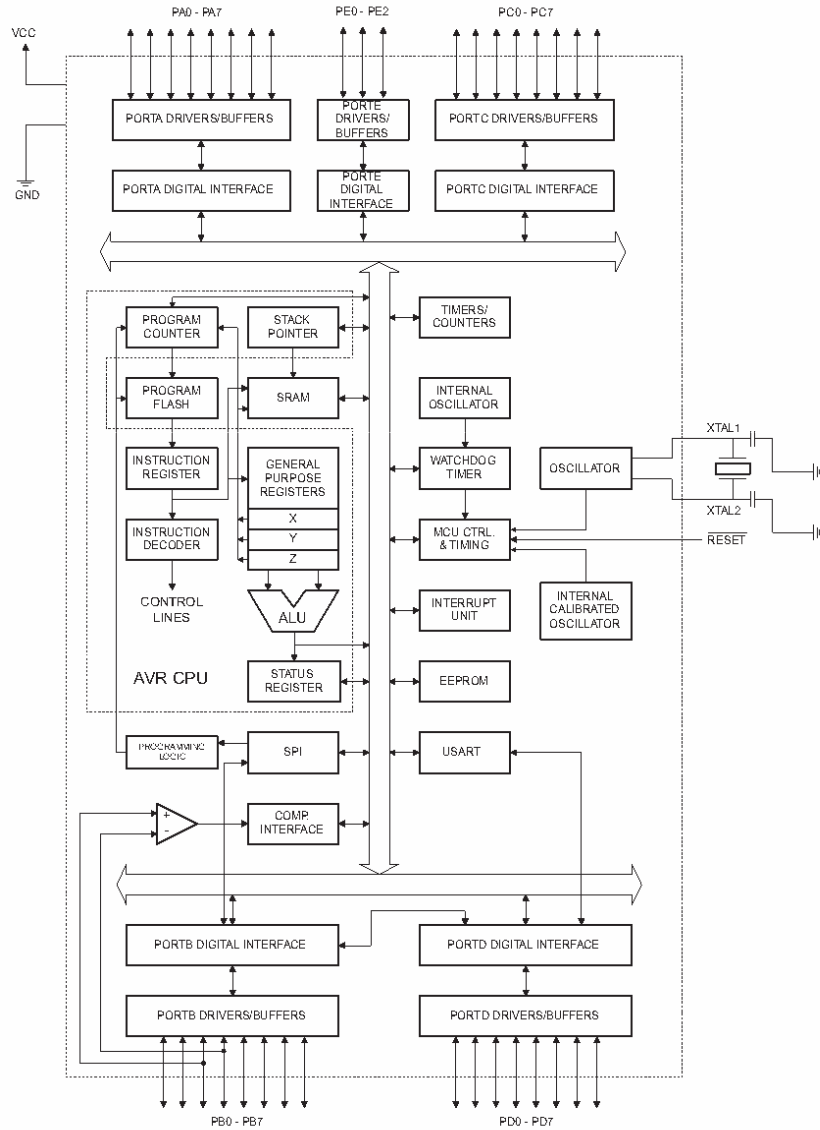 PA0 - PA7
PE0 - PE2
PC0 - PC7
VCC
PORTA DRIVERS/BUFFERS
PORTE
DRIVERS/
BUFFERS
PORTC DRIVERS/BUFFERS
PORTA DIGITAL INTERFACE
PORTE
DIGITAL
INTERFACE
PORTC DIGITAL INTERFACE
GND
PROGRAM
COUNTER
STACK
POINTER
TIMERS/
COUNTERS
PROGRAM
FLASH
SRAM
INTERNAL
OSCILLATOR
XTAL1
INSTRUCTION
REGISTER
GENERAL
PURPOSE
REGISTERS
WATCHDOG
TIMER
OSCILLATOR
XTAL2
X
INSTRUCTION
DECODER
Y
MCU CTRL.
& TIMING
RESET
Z
CONTROL
LINES
ALU
INTERRUPT
UNIT
INTERNAL
CALIBRATED
OSCILLATOR
AVR CPU
STATUS
REGISTER
EEPROM
PROGRAMMING
LOGIC
SPI
USART
+
-
COMP.
INTERFACE
PORTB DIGITAL INTERFACE
PORTD DIGITAL INTERFACE
PORTB DRIVERS/BUFFERS
PORTD DRIVERS/BUFFERS
PB0 - PB7
PD0 - PD7